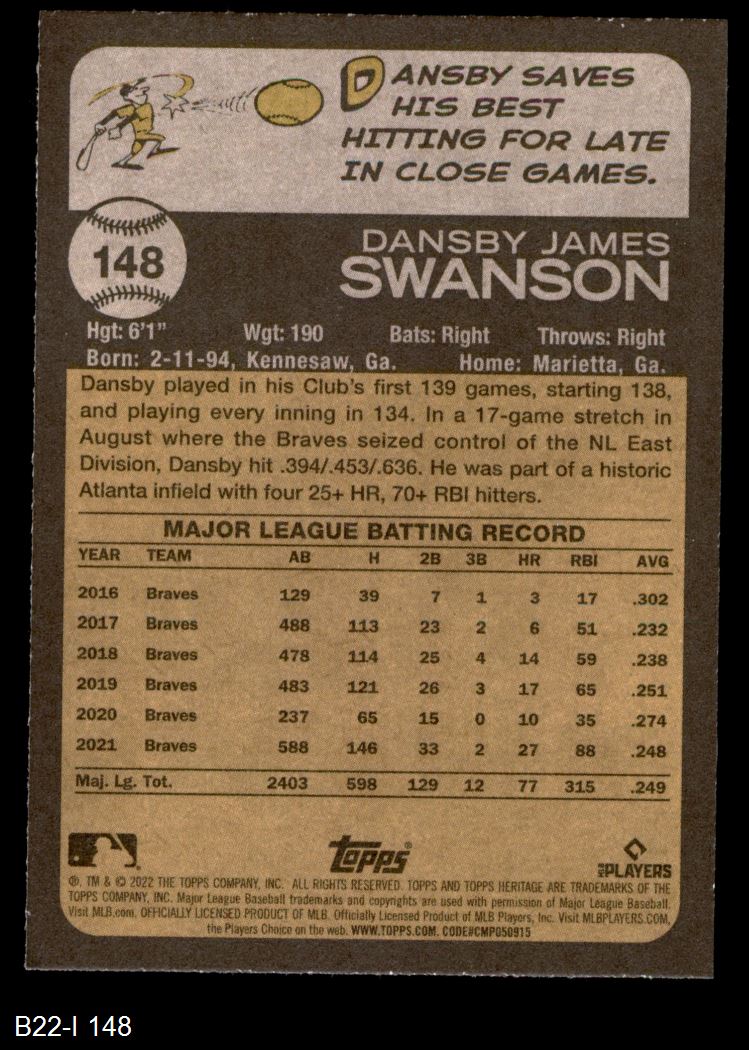 DANSBY SAVES
HIS BEST
HITTING FOR LATE
IN CLOSE GAMES.
148
DANSBY JAMES
SWANSON
Hgt: 6'1" Wgt: 190 Bats: Right Throws: Right
Born: 2-11-94, Kennesaw, Ga. Home: Marietta, Ga.
Dansby played in his Club's first 139 games, starting 138,
and playing every inning in 134. In a 17-game stretch in
August where the Braves seized control of the NL East
Division, Dansby hit .394/.453/.636. He was part of a historic
Atlanta infield with four 25+ HR, 70+ RBI hitters.
MAJOR LEAGUE BATTING RECORD
YEAR TEAM AB H 2B 3B HR RBI AVG
2016 Braves 129 39 7 1 3 17 .302
2017 Braves 488 113 23 2 6 51 .232
2018 Braves 478 114 25 4 14 59 .238
2019 Braves 483 121 26 3 17 65 .251
2020 Braves 237 65 15 0 10 35 .274
2021 Braves 588 146 33 2 27 88 .248
Maj. Lg. Tot. 2403 598 129 12 77 315 .249
topps® MLB PLAYERS
®, TM & © 2022 THE TOPPS COMPANY, INC. ALL RIGHTS RESERVED. TOPPS AND TOPPS HERITAGE ARE TRADEMARKS OF THE
TOPPS COMPANY, INC. Major League Baseball trademarks and copyrights are used with permission of Major League Baseball.
Visit MLB.com. OFFICIALLY LICENSED PRODUCT OF MLB. Officially Licensed Product of MLB Players, Inc. Visit MLBPLAYERS.COM,
the Players Choice on the web. WWW.TOPPS.COM. CODE#CMP050915
B22-I 148